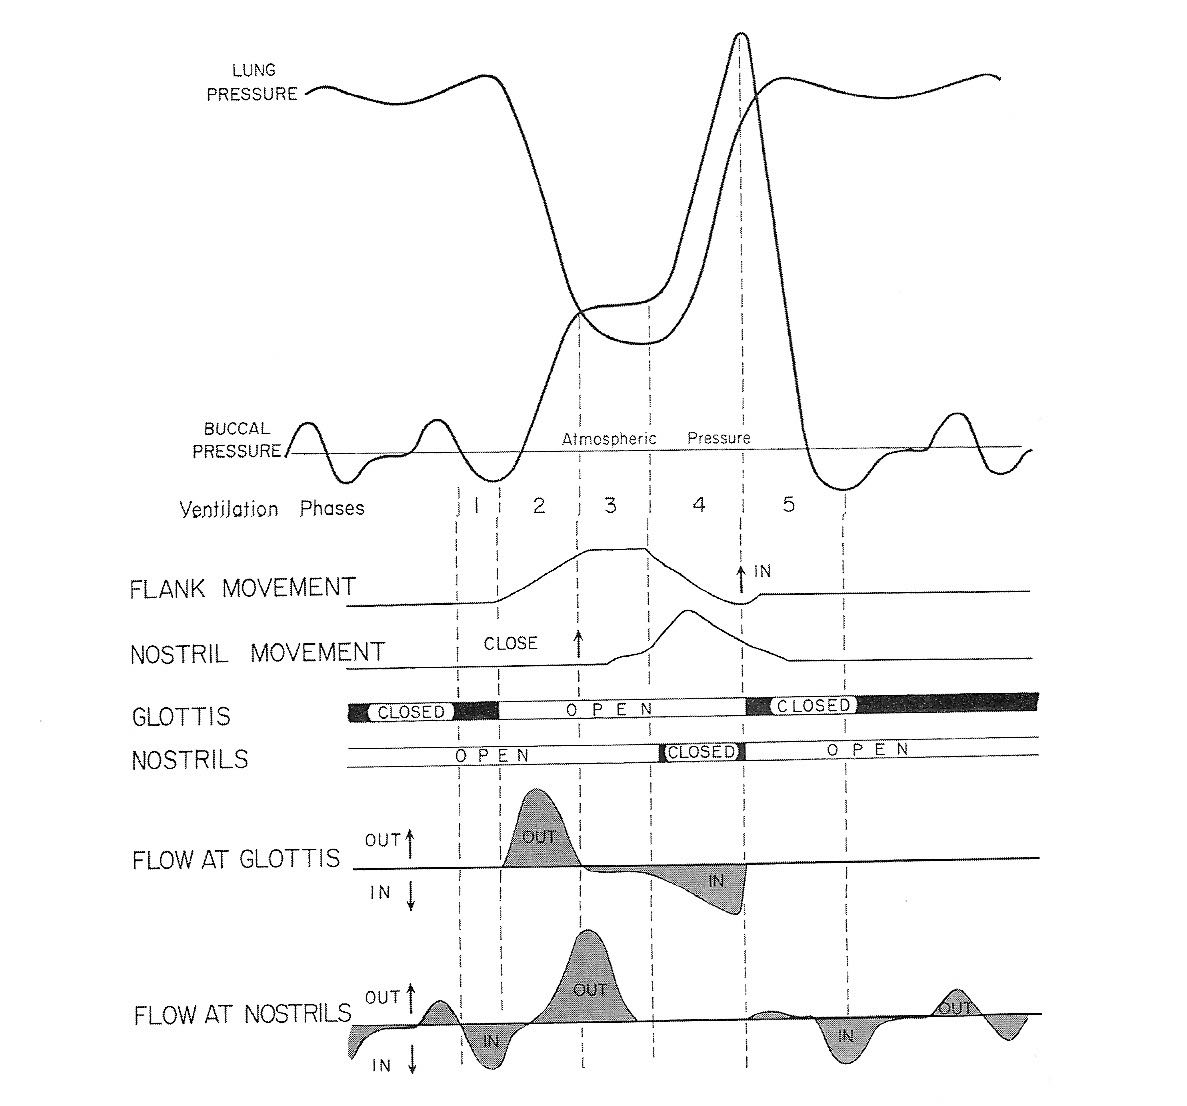 LUNG
PRESSURE
BUCCAL
PRESSURE
Atmospheric Pressure
Ventilation Phases 1 2 3 4 5
FLANK MOVEMENT
IN
NOSTRIL MOVEMENT
CLOSE
GLOTTIS
CLOSED
OPEN
CLOSED
NOSTRILS
OPEN
CLOSED
OPEN
FLOW AT GLOTTIS
OUT
IN
OUT
IN
FLOW AT NOSTRILS
OUT
IN
IN
OUT
IN
OUT